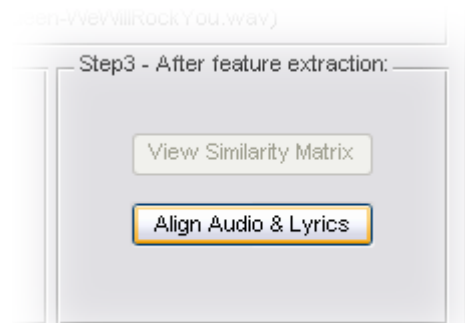 en-WeWillRockYou.wav)
Step3 - After feature extraction:
View Similarity Matrix
Align Audio & Lyrics